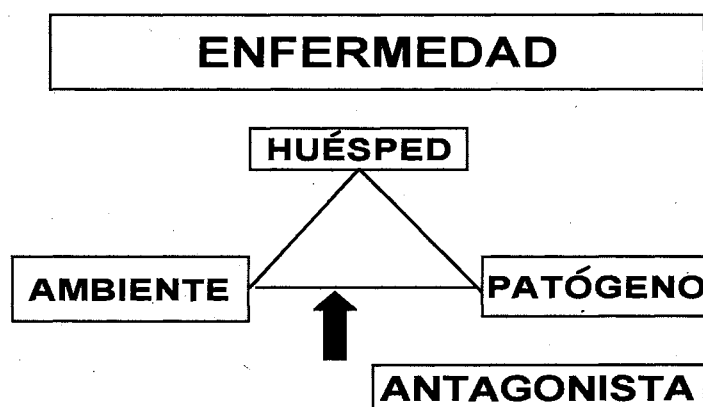 ENFERMEDAD
HUÉSPED
AMBIENTE
PATÓGENO
ANTAGONISTA